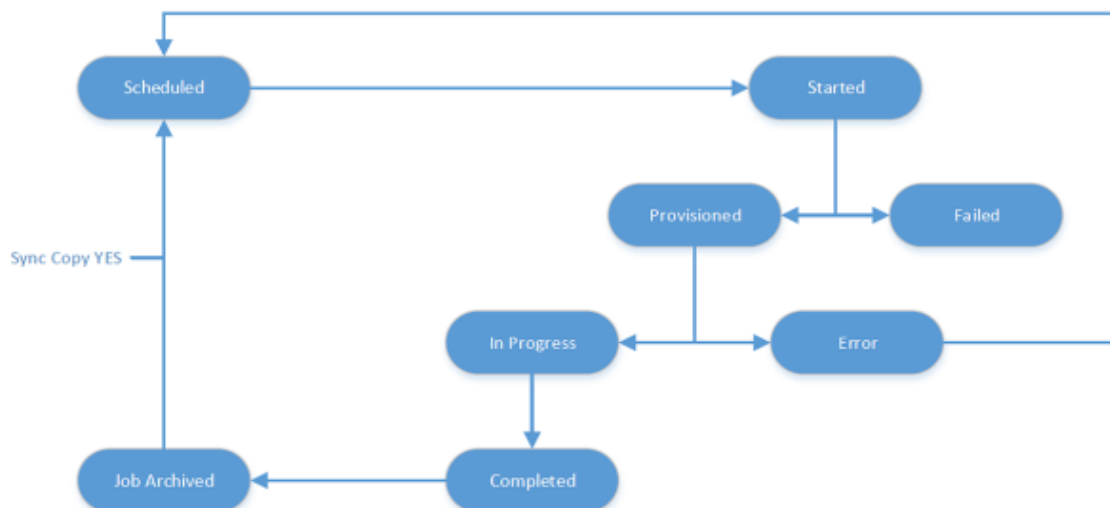 Scheduled
Started
Provisioned
Failed
Sync Copy YES
In Progress
Error
Job Archived
Completed